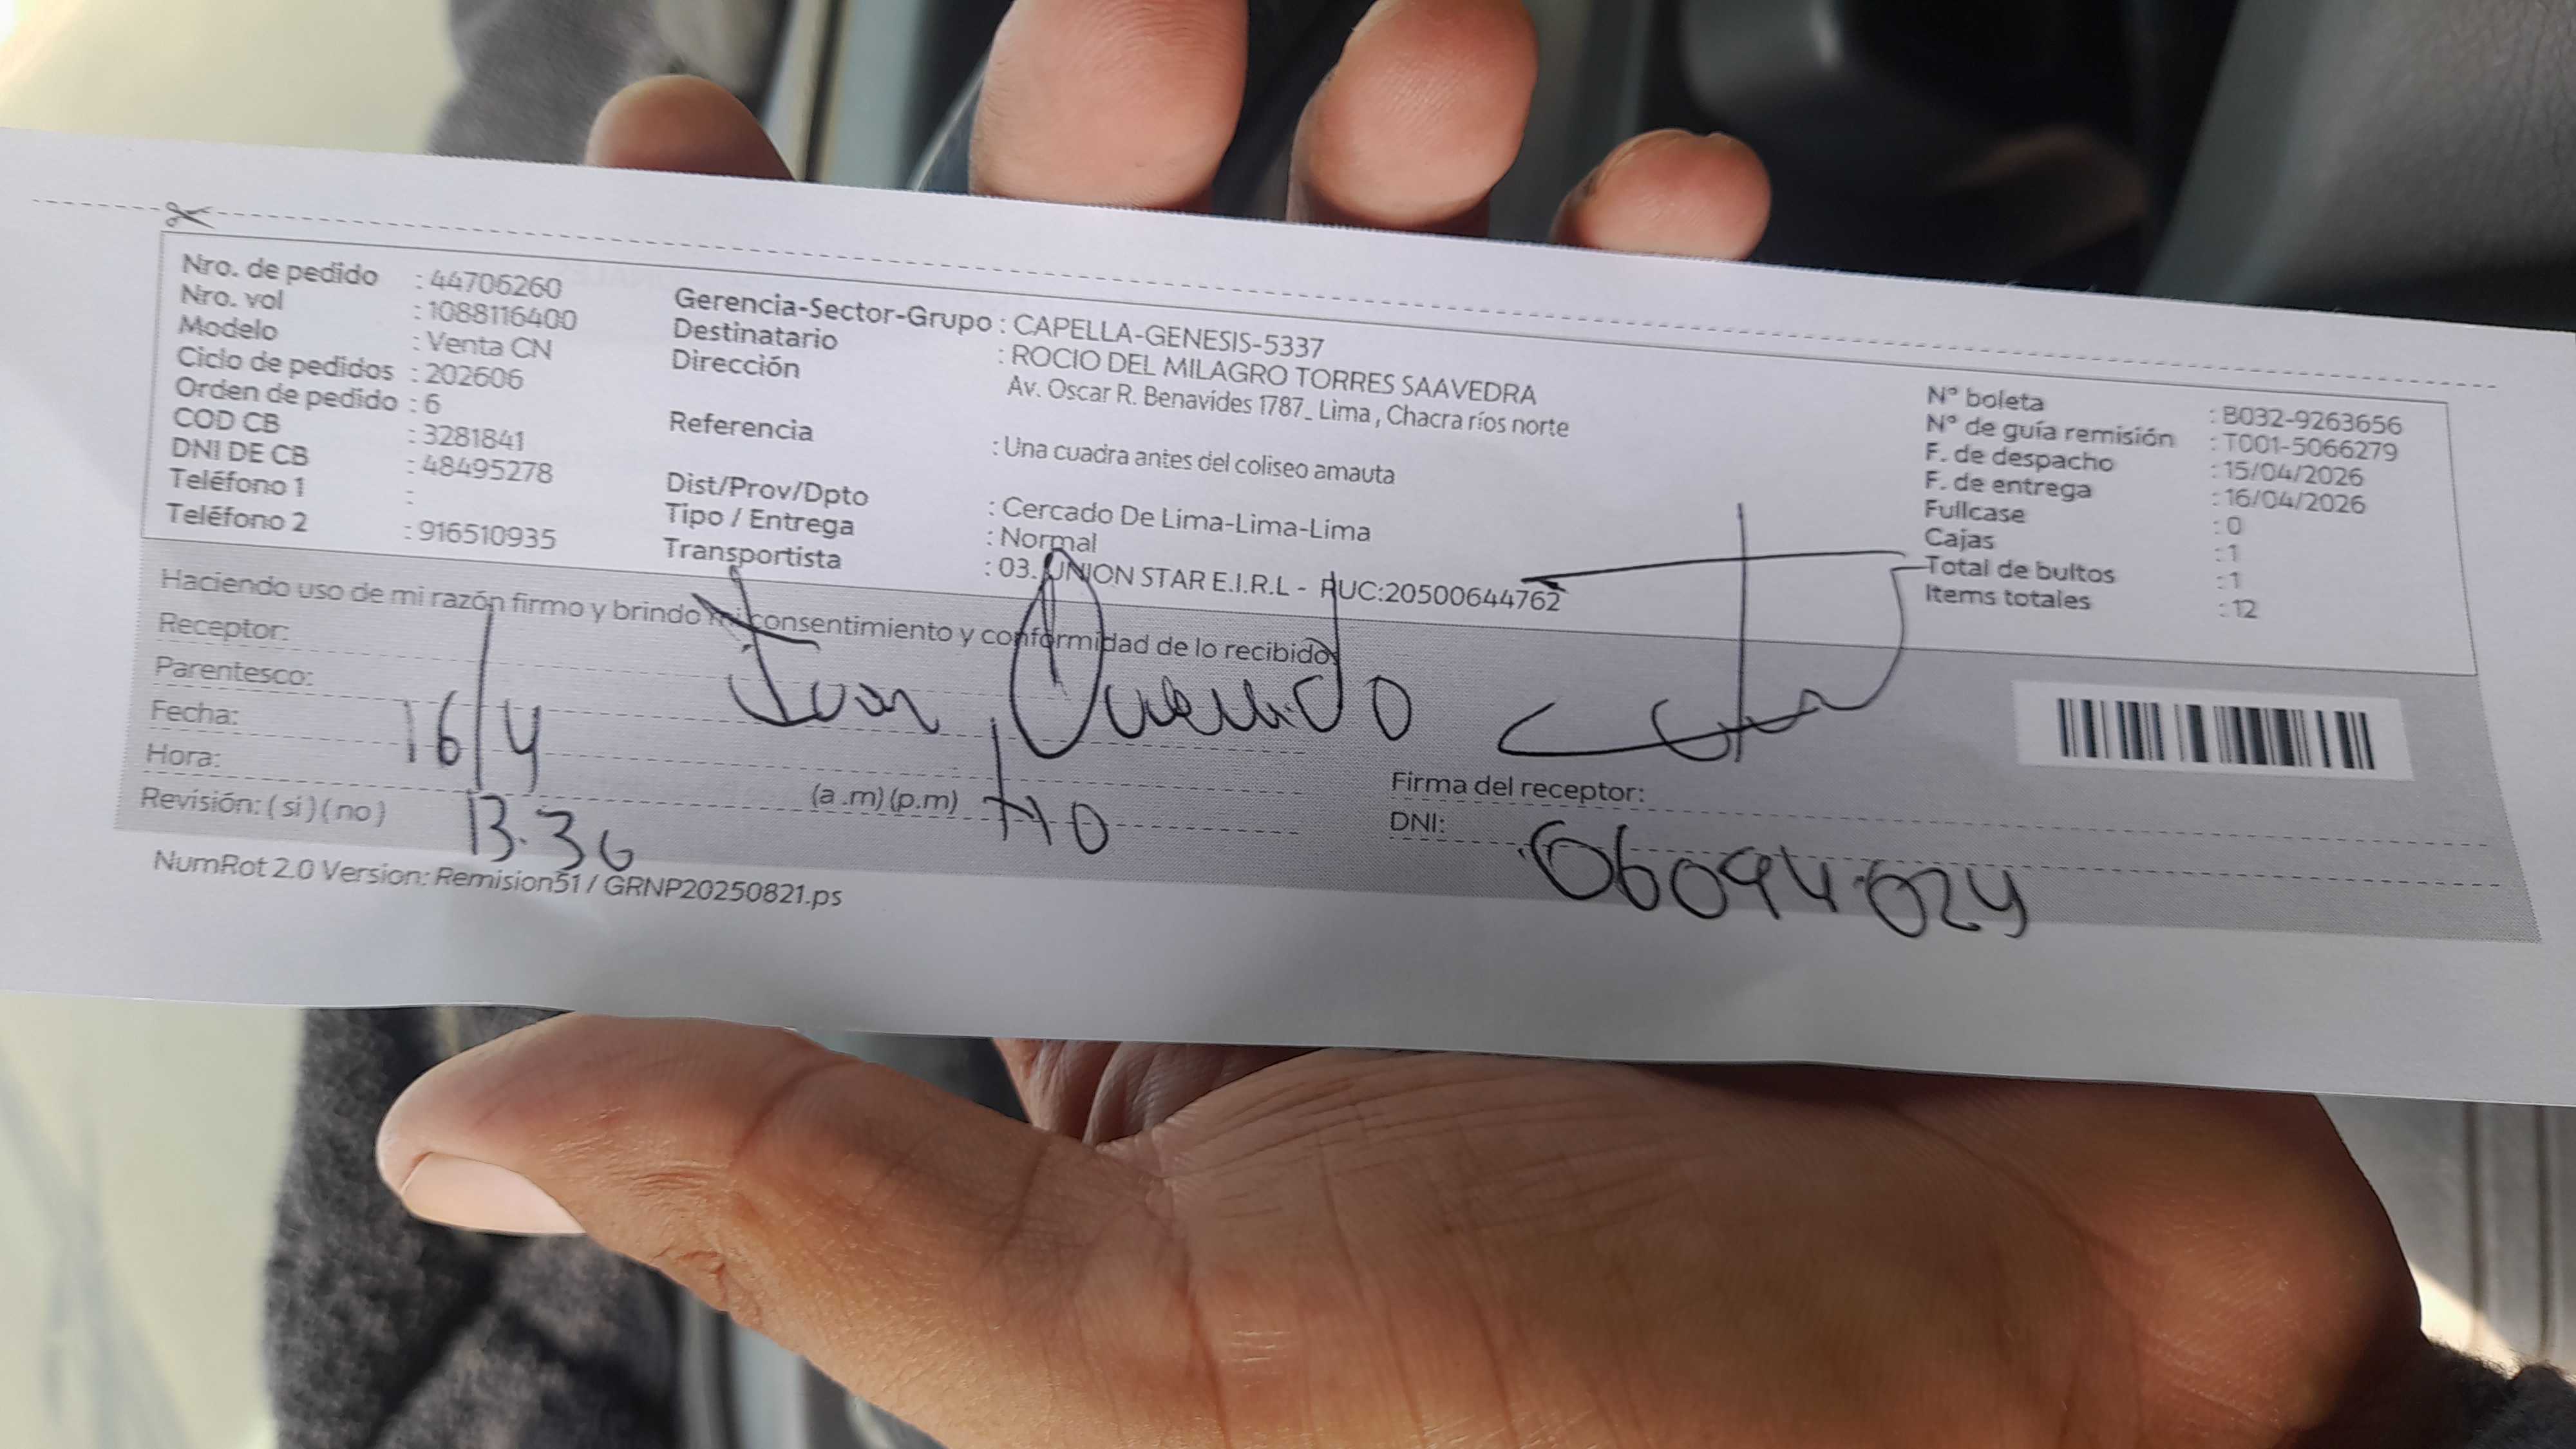 Nro. de pedido : 44706260
Nro. vol : 1088116400
Modelo : Venta CN
Ciclo de pedidos : 202606
Orden de pedido : 6
COD CB : 3281841
DNI DE CB : 48495278
Teléfono 1 :
Teléfono 2 : 916510935
Gerencia-Sector-Grupo : CAPELLA-GENESIS-5337
Destinatario : ROCIO DEL MILAGRO TORRES SAAVEDRA
Dirección Av. Oscar R. Benavides 1787_ Lima , Chacra ríos norte
Referencia : Una cuadra antes del coliseo amauta
Dist/Prov/Dpto : Cercado De Lima-Lima-Lima
Tipo / Entrega : Normal
Transportista : 03. UNION STAR E.I.R.L - RUC:20500644762
N° boleta : B032-9263656
N° de guía remisión : T001-5066279
F. de despacho : 15/04/2026
F. de entrega : 16/04/2026
Fullcase : 0
Cajas : 1
Total de bultos : 1
Items totales : 12
Haciendo uso de mi razón firmo y brindo mi consentimiento y conformidad de lo recibido
Receptor:
Parentesco:
Fecha: 16/4
Hora: (a .m) (p.m)
Revisión: ( si ) ( no )
Firma del receptor:
DNI: 06094024
NumRot 2.0 Version: Remision51 / GRNP20250821.ps